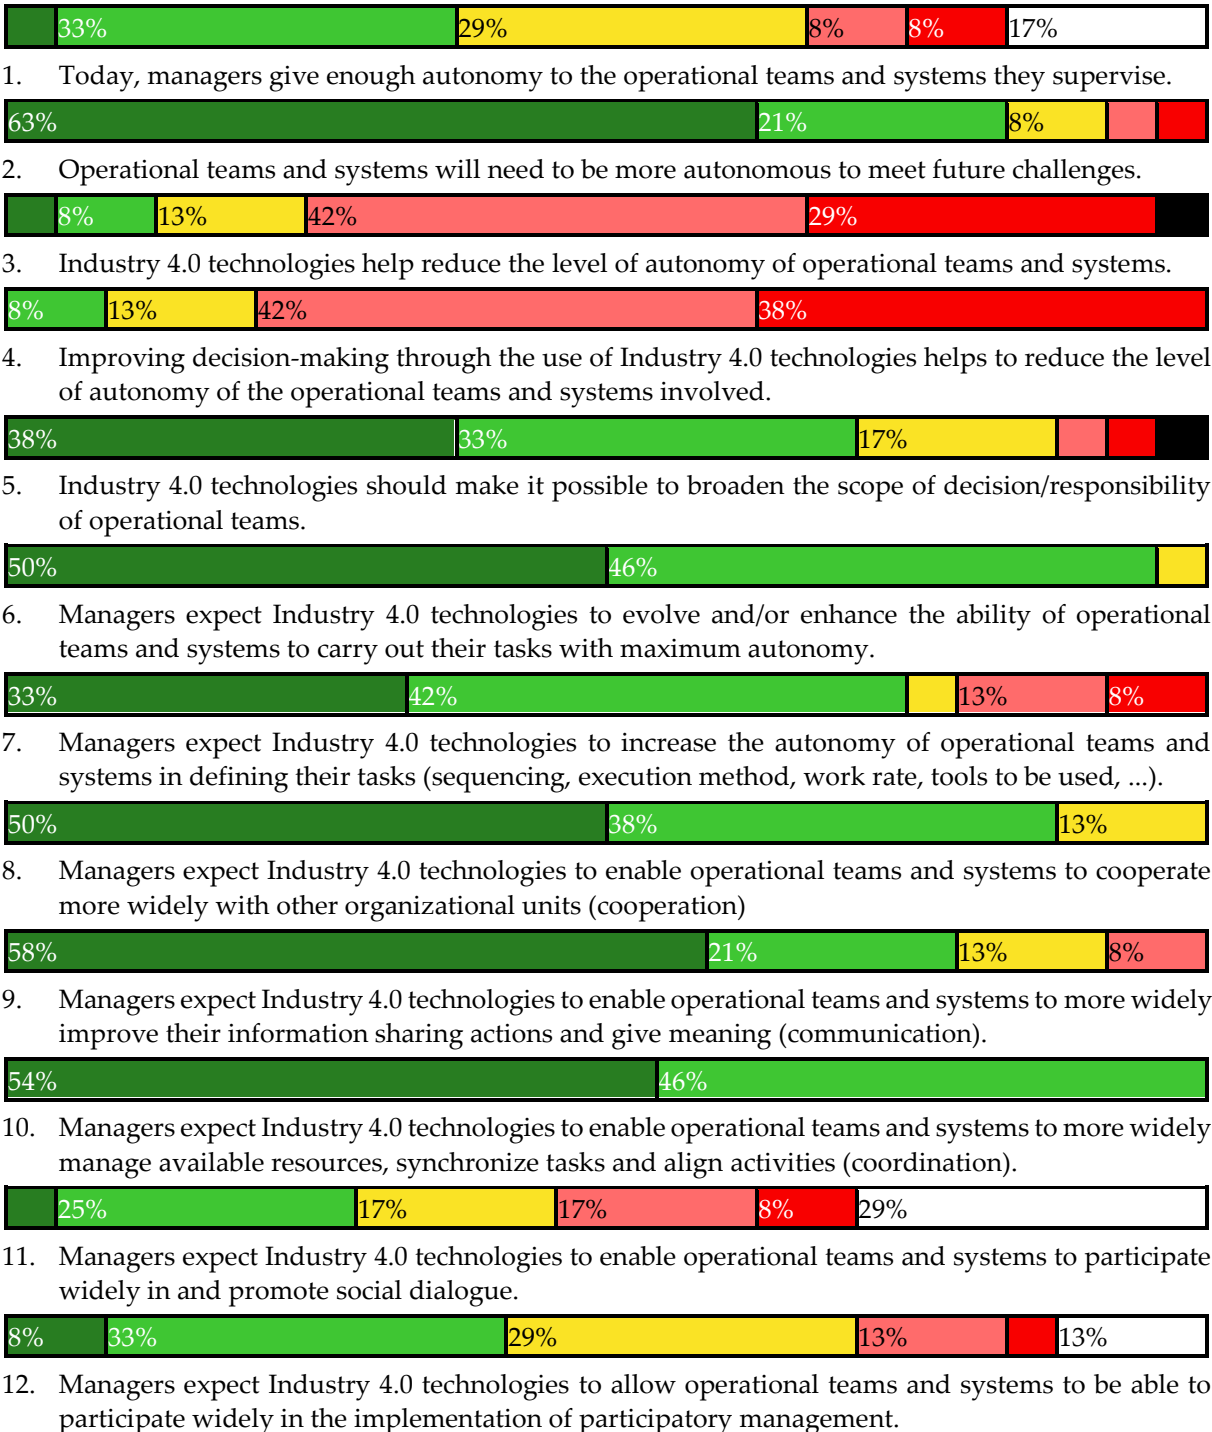 33% 29% 8% 8% 17%
1. Today, managers give enough autonomy to the operational teams and systems they supervise.
63% 21% 8%
2. Operational teams and systems will need to be more autonomous to meet future challenges.
8% 13% 42% 29%
3. Industry 4.0 technologies help reduce the level of autonomy of operational teams and systems.
8% 13% 42% 38%
4. Improving decision-making through the use of Industry 4.0 technologies helps to reduce the level
of autonomy of the operational teams and systems involved.
38% 33% 17%
5. Industry 4.0 technologies should make it possible to broaden the scope of decision/responsibility
of operational teams.
50% 46%
6. Managers expect Industry 4.0 technologies to evolve and/or enhance the ability of operational
teams and systems to carry out their tasks with maximum autonomy.
33% 42% 13% 8%
7. Managers expect Industry 4.0 technologies to increase the autonomy of operational teams and
systems in defining their tasks (sequencing, execution method, work rate, tools to be used, ...).
50% 38% 13%
8. Managers expect Industry 4.0 technologies to enable operational teams and systems to cooperate
more widely with other organizational units (cooperation)
58% 21% 13% 8%
9. Managers expect Industry 4.0 technologies to enable operational teams and systems to more widely
improve their information sharing actions and give meaning (communication).
54% 46%
10. Managers expect Industry 4.0 technologies to enable operational teams and systems to more widely
manage available resources, synchronize tasks and align activities (coordination).
25% 17% 17% 8% 29%
11. Managers expect Industry 4.0 technologies to enable operational teams and systems to participate
widely in and promote social dialogue.
8% 33% 29% 13% 13%
12. Managers expect Industry 4.0 technologies to allow operational teams and systems to be able to
participate widely in the implementation of participatory management.